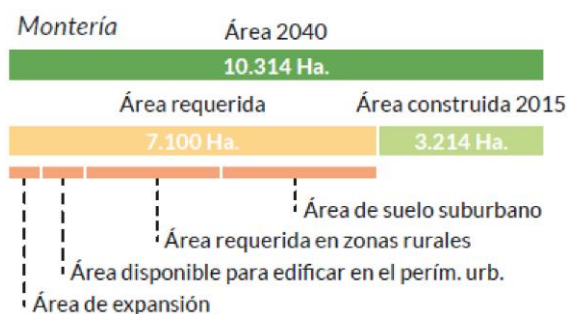 Montería
Área 2040
10.314 Ha.
Área requerida
Área construida 2015
7.100 Ha.
3.214 Ha.
Área de suelo suburbano
Área requerida en zonas rurales
Área disponible para edificar en el perím. urb.
Área de expansión